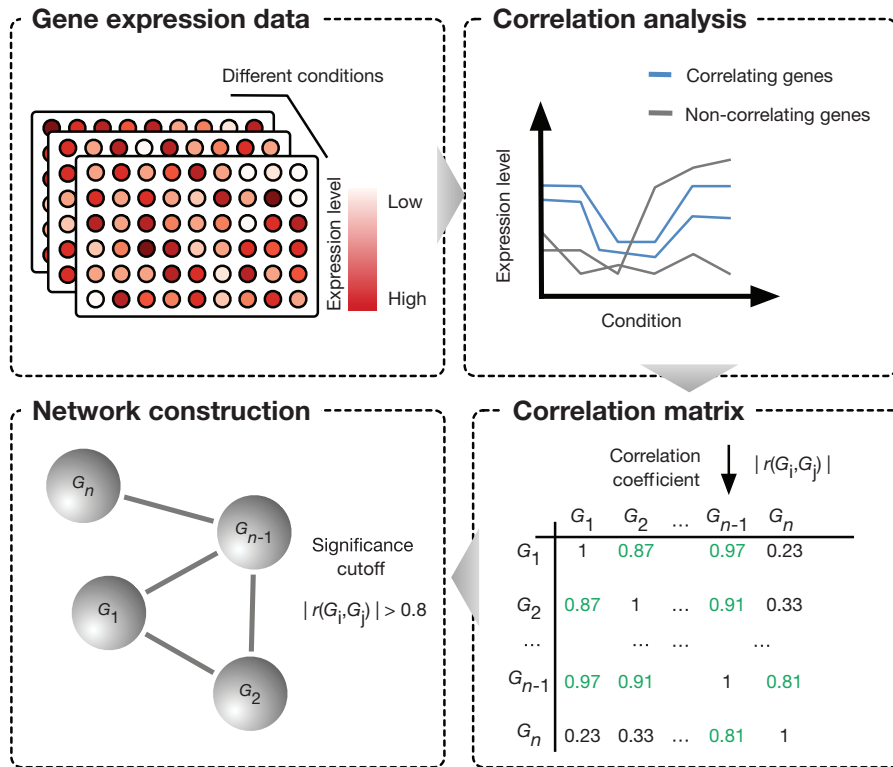 Gene expression data
Different conditions
Expression level
Low
High
Correlation analysis
Correlating genes
Non-correlating genes
Expression level
Condition
Network construction
Gn
Gn-1
G1
G2
Significance
cutoff
| r(Gi,Gj) | > 0.8
Correlation matrix
Correlation
coefficient
| r(Gi,Gj) |
G1 G2 ... Gn-1 Gn
G1 1 0.87 0.97 0.23
G2 0.87 1 ... 0.91 0.33
... ... ... ...
Gn-1 0.97 0.91 1 0.81
Gn 0.23 0.33 ... 0.81 1